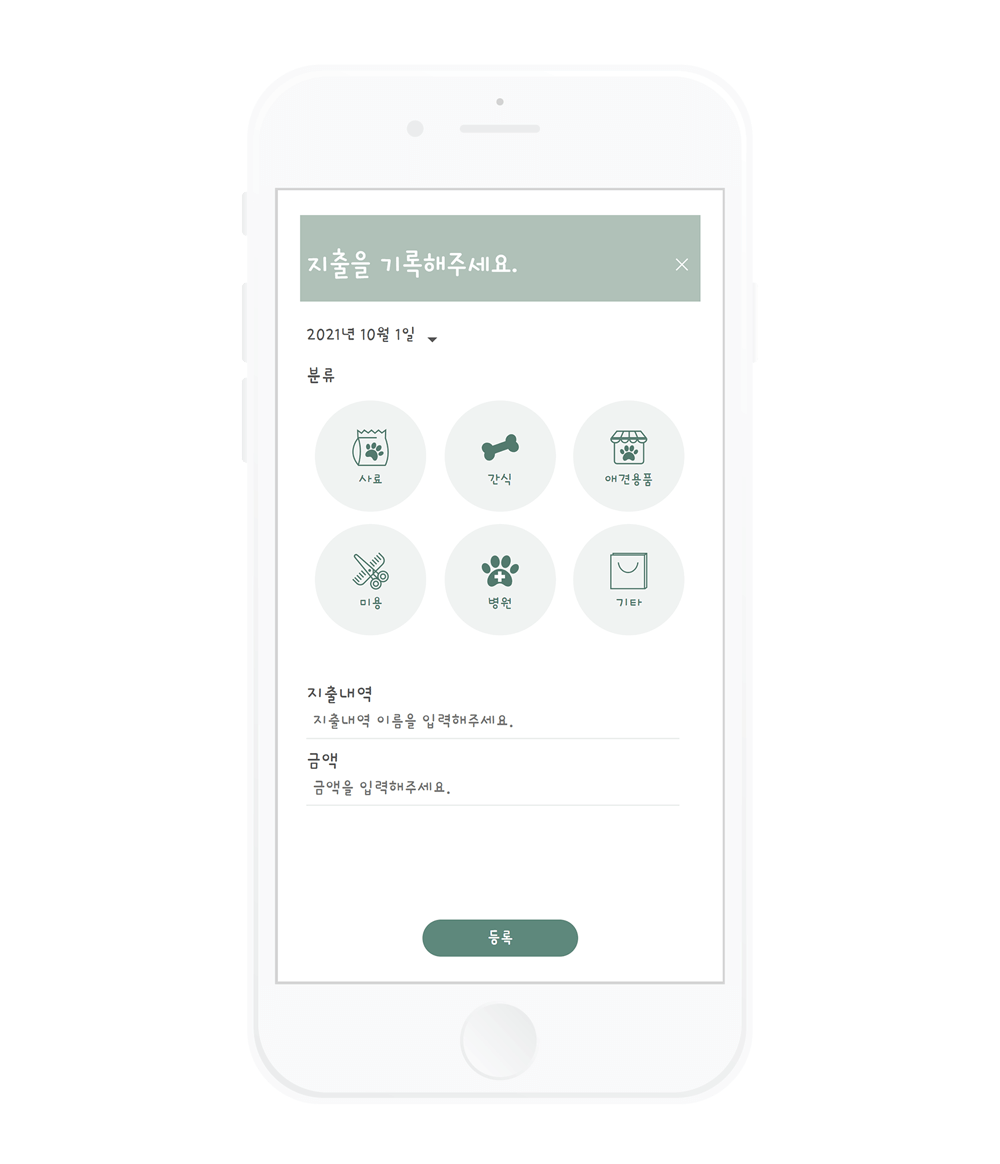 지출을 기록해주세요.
2021년 10월 1일
분류
사료 간식 애견용품
미용 병원 기타
지출내역
지출내역 이름을 입력해주세요.
금액
금액을 입력해주세요.
등록